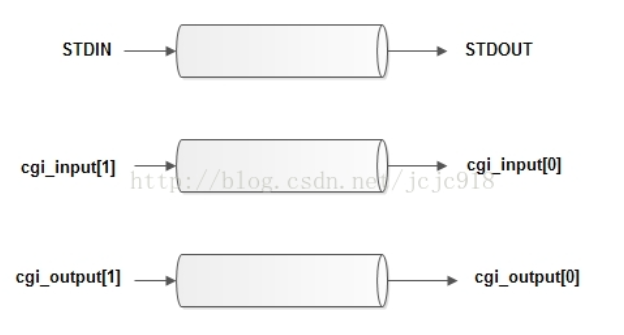 STDIN STDOUT
cgi_input[1] cgi_input[0]
http://blog.csdn.net/jcjc918
cgi_output[1] cgi_output[0]